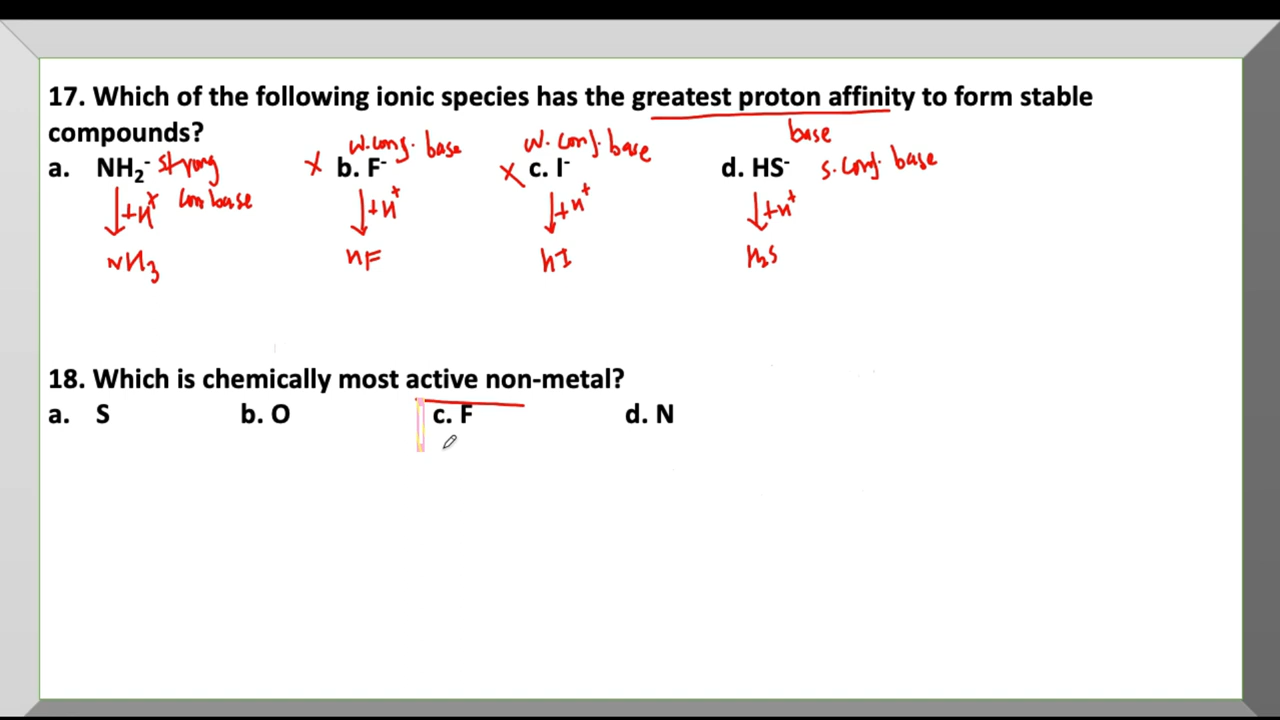 17. Which of the following ionic species has the greatest proton affinity to form stable
compounds?
base
a. NH₂⁻ strong
conj base
b. F⁻ w. conj. base
c. I⁻ w. conj. base
d. HS⁻ s. conj. base
+H⁺ +H⁺ +H⁺ +H⁺
NH₃ HF HI H₂S
18. Which is chemically most active non-metal?
a. S b. O c. F d. N